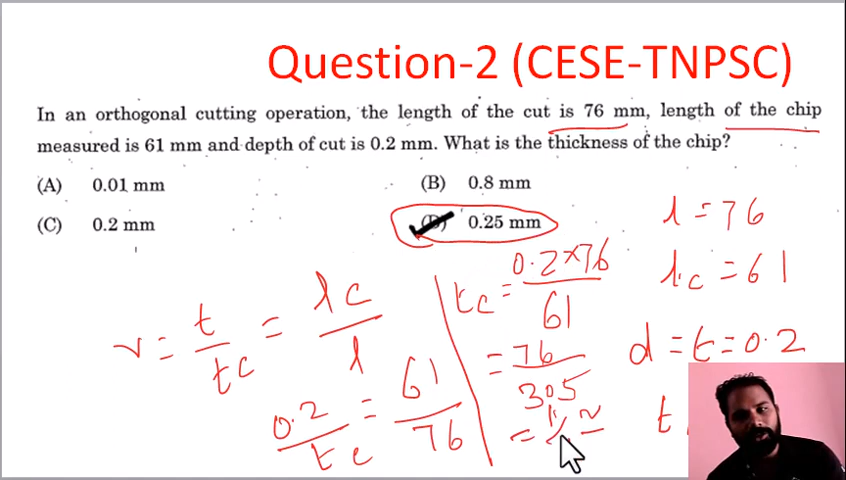 Question-2 (CESE-TNPSC)
In an orthogonal cutting operation, the length of the cut is 76 mm, length of the chip
measured is 61 mm and depth of cut is 0.2 mm. What is the thickness of the chip?
(A) 0.01 mm
(B) 0.8 mm
(C) 0.2 mm
(D) 0.25 mm
r = t/tc = lc/l
0.2/tc = 61/76
tc = 0.2×76/61
= 76/305
l = 76
lc = 61
d = t = 0.2
t